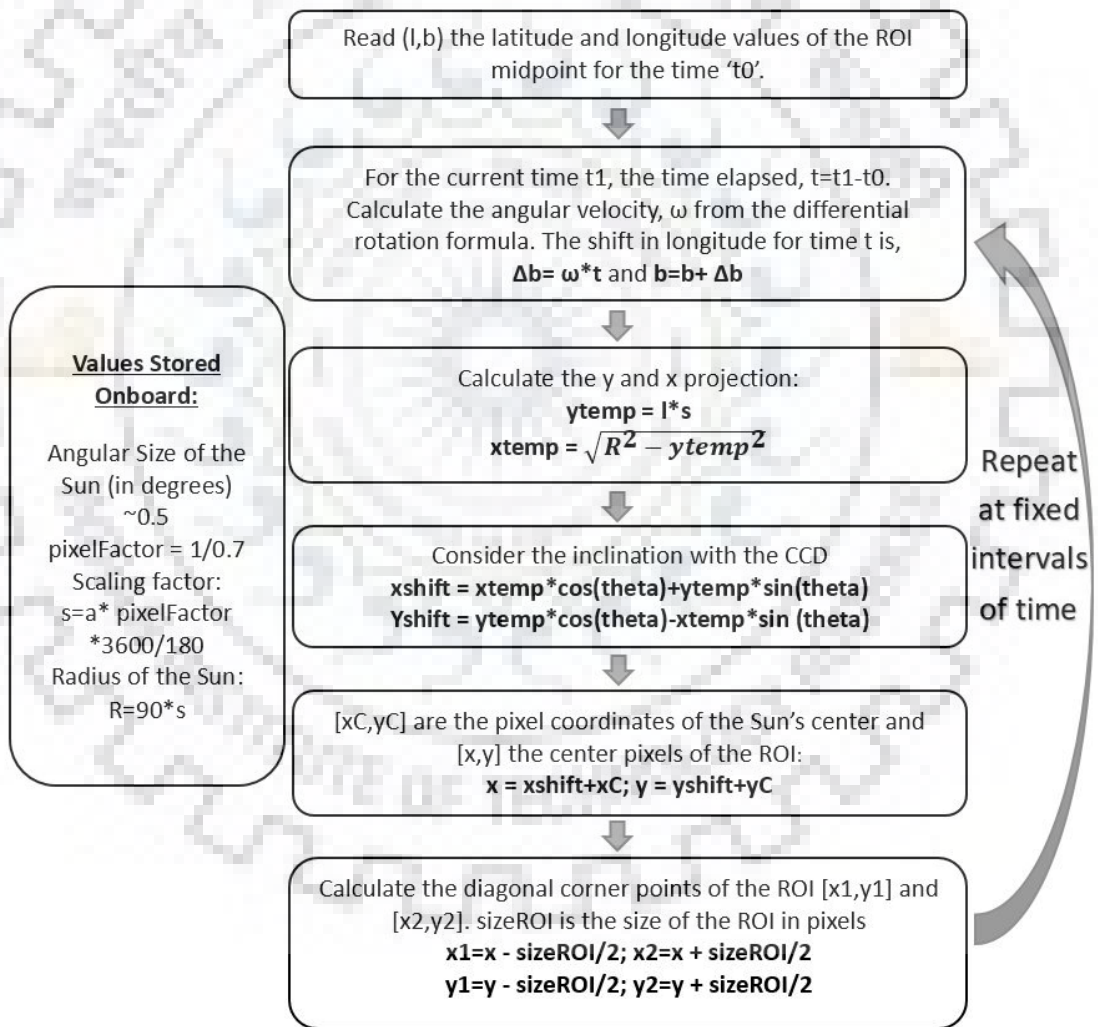 Read (l,b) the latitude and longitude values of the ROI
midpoint for the time ‘t0’.
For the current time t1, the time elapsed, t=t1-t0.
Calculate the angular velocity, ω from the differential
rotation formula. The shift in longitude for time t is,
Δb= ω*t and b=b+ Δb
Values Stored
Onboard:
Angular Size of the
Sun (in degrees)
~0.5
pixelFactor = 1/0.7
Scaling factor:
s=a* pixelFactor
*3600/180
Radius of the Sun:
R=90*s
Calculate the y and x projection:
ytemp = l*s
xtemp = √(R² − ytemp²)
Consider the inclination with the CCD
xshift = xtemp*cos(theta)+ytemp*sin(theta)
Yshift = ytemp*cos(theta)-xtemp*sin (theta)
[xC,yC] are the pixel coordinates of the Sun’s center and
[x,y] the center pixels of the ROI:
x = xshift+xC; y = yshift+yC
Calculate the diagonal corner points of the ROI [x1,y1] and
[x2,y2]. sizeROI is the size of the ROI in pixels
x1=x - sizeROI/2; x2=x + sizeROI/2
y1=y - sizeROI/2; y2=y + sizeROI/2
Repeat
at fixed
intervals
of time